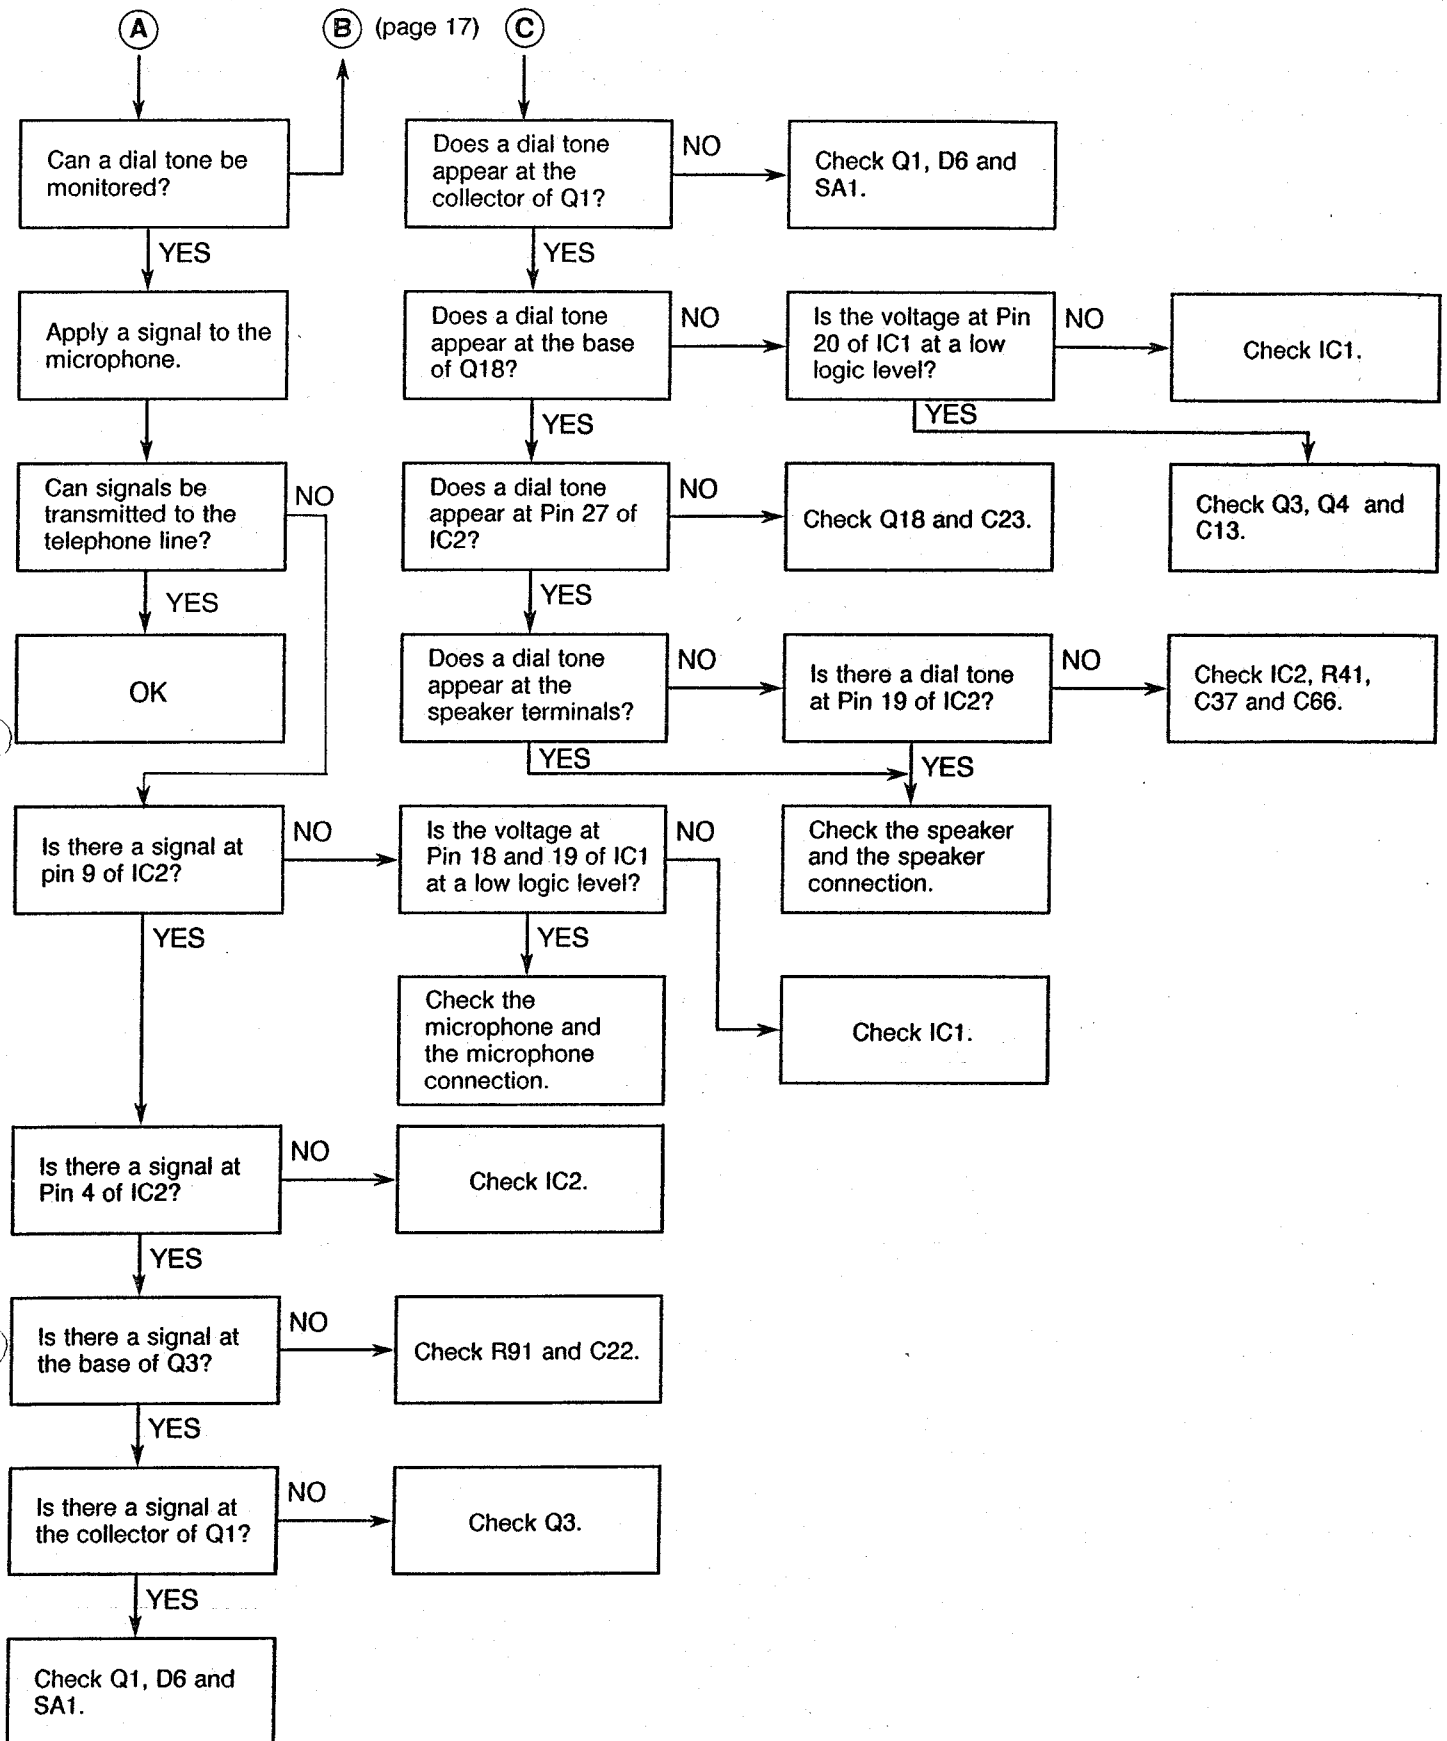 A
B (page 17)
C
Can a dial tone be
monitored?
YES
Apply a signal to the
microphone.
Can signals be
transmitted to the
telephone line?
NO
YES
OK
Is there a signal at
pin 9 of IC2?
NO
YES
Is the voltage at
Pin 18 and 19 of IC1
at a low logic level?
NO
YES
Check the
microphone and
the microphone
connection.
Check IC1.
Is there a signal at
Pin 4 of IC2?
NO
Check IC2.
YES
Is there a signal at
the base of Q3?
NO
Check R91 and C22.
YES
Is there a signal at
the collector of Q1?
NO
Check Q3.
YES
Check Q1, D6 and
SA1.
Does a dial tone
appear at the
collector of Q1?
NO
Check Q1, D6 and
SA1.
YES
Does a dial tone
appear at the base
of Q18?
NO
Is the voltage at Pin
20 of IC1 at a low
logic level?
NO
Check IC1.
YES
Check Q3, Q4 and
C13.
YES
Does a dial tone
appear at Pin 27 of
IC2?
NO
Check Q18 and C23.
YES
Does a dial tone
appear at the
speaker terminals?
NO
Is there a dial tone
at Pin 19 of IC2?
NO
Check IC2, R41,
C37 and C66.
YES
YES
Check the speaker
and the speaker
connection.